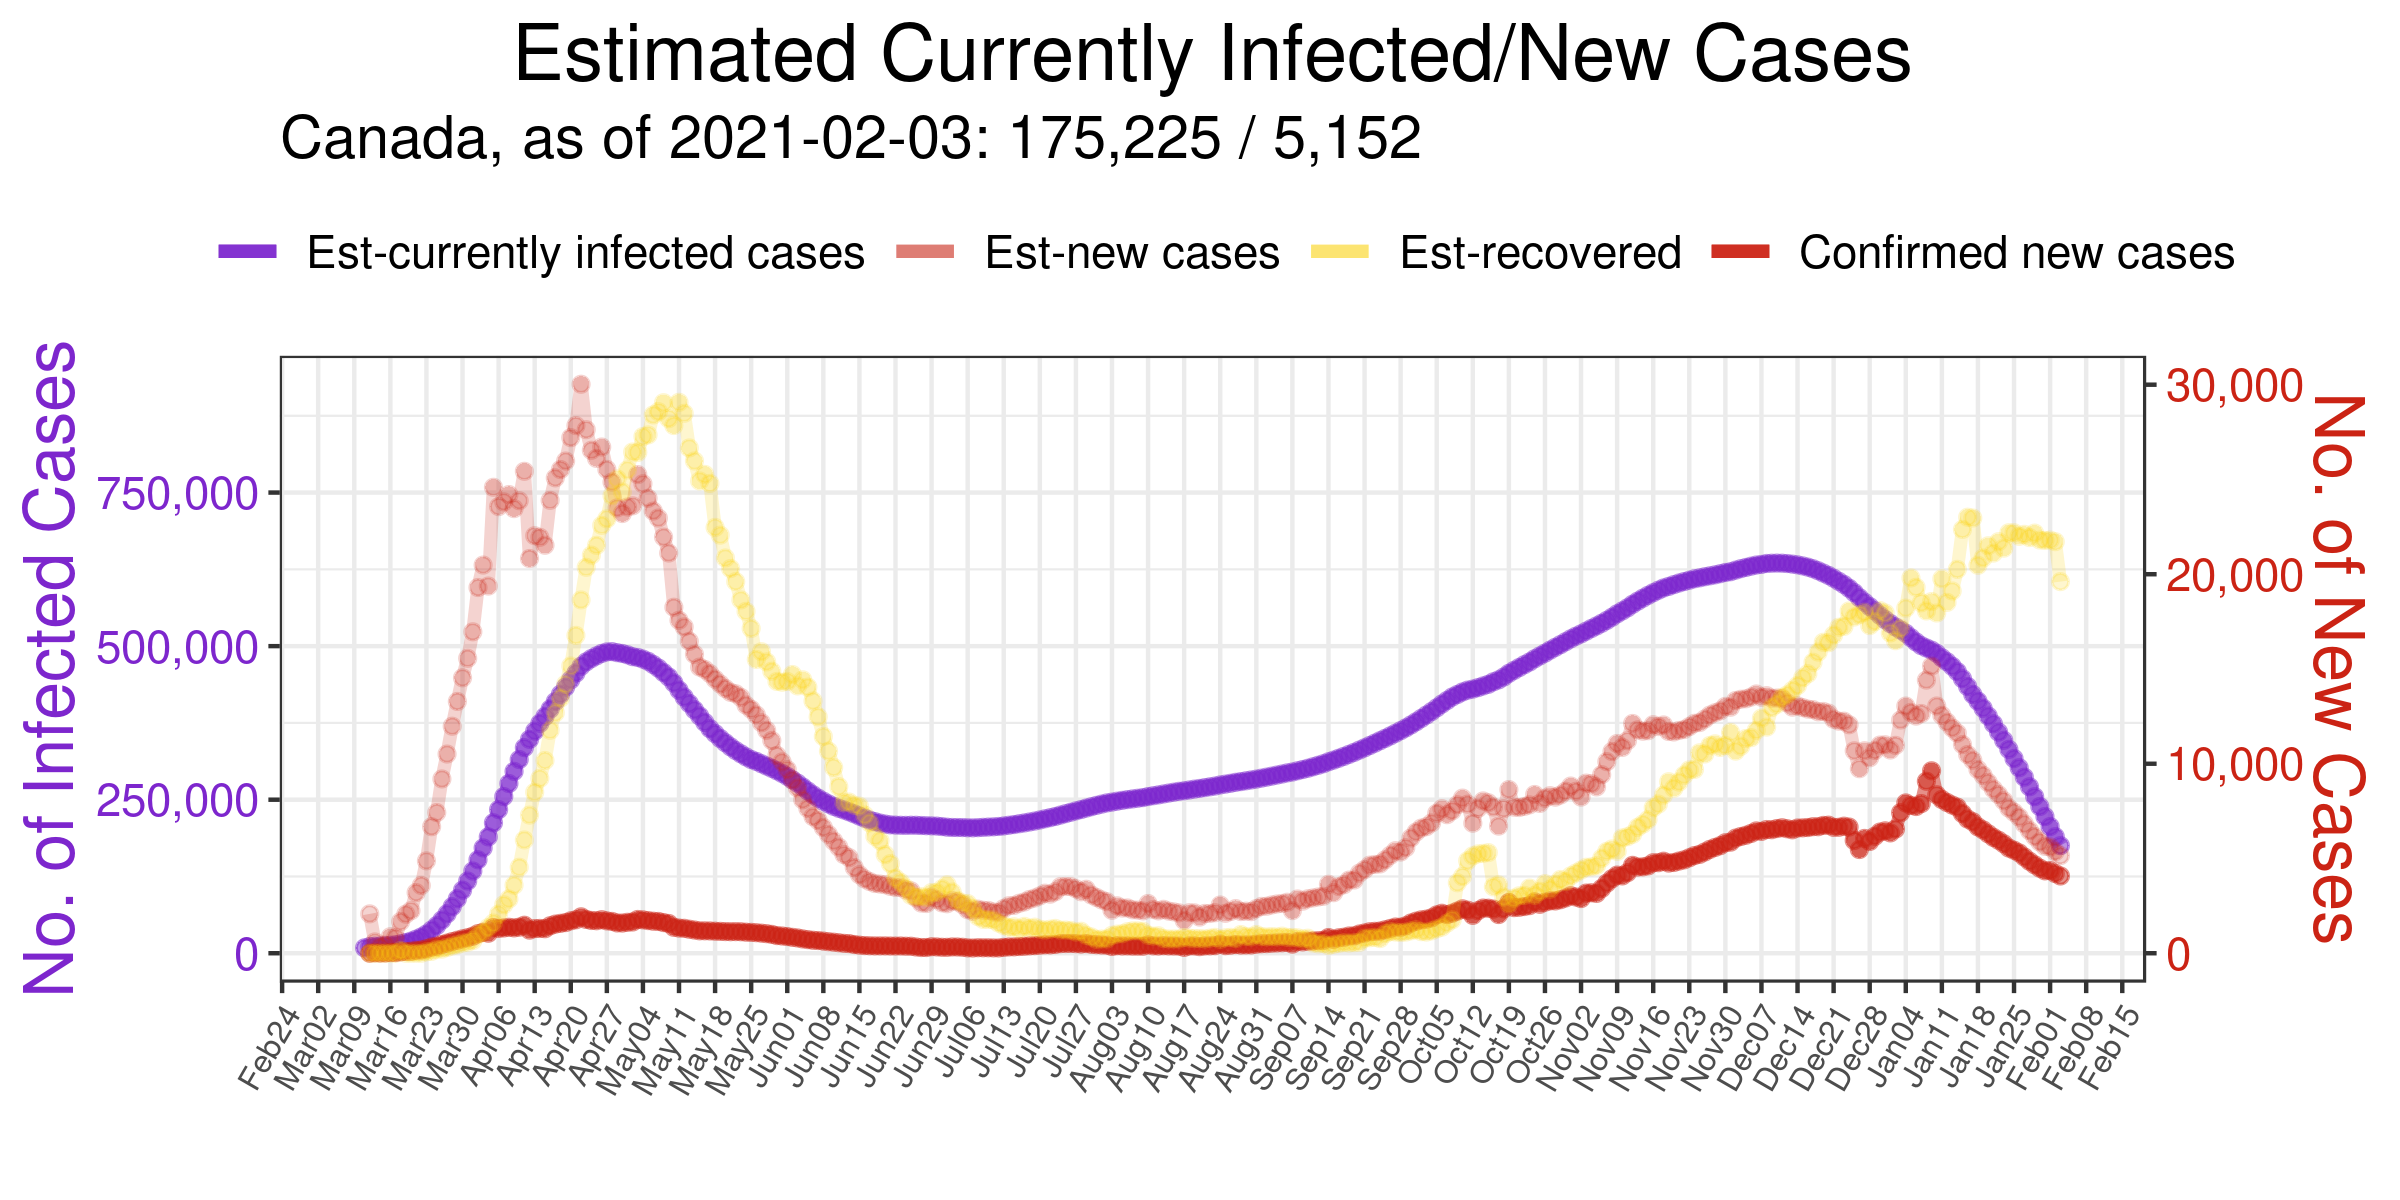 Estimated Currently Infected/New Cases
Canada, as of 2021-02-03: 175,225 / 5,152
Est-currently infected cases Est-new cases Est-recovered Confirmed new cases
No. of Infected Cases
750,000
500,000
250,000
0
30,000
20,000
10,000
0
No. of New Cases
Feb24 Mar02 Mar09 Mar16 Mar23 Mar30 Apr06 Apr13 Apr20 Apr27 May04 May11 May18 May25 Jun01 Jun08 Jun15 Jun22 Jun29 Jul06 Jul13 Jul20 Jul27 Aug03 Aug10 Aug17 Aug24 Aug31 Sep07 Sep14 Sep21 Sep28 Oct05 Oct12 Oct19 Oct26 Nov02 Nov09 Nov16 Nov23 Nov30 Dec07 Dec14 Dec21 Dec28 Jan04 Jan11 Jan18 Jan25 Feb01 Feb08 Feb15